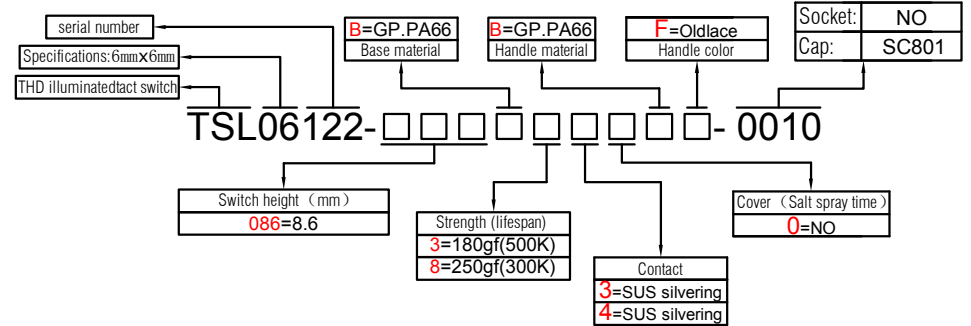 serial number
Specifications:6mm×6mm
THD illuminatedtact switch
B=GP.PA66
Base material
B=GP.PA66
Handle material
F=Oldlace
Handle color
Socket: NO
Cap: SC801
TSL06122-□□□□□□□□□-0010
Switch height（mm）
086=8.6
Strength (lifespan)
3=180gf(500K)
8=250gf(300K)
Contact
3=SUS silvering
4=SUS silvering
Cover（Salt spray time）
0=NO